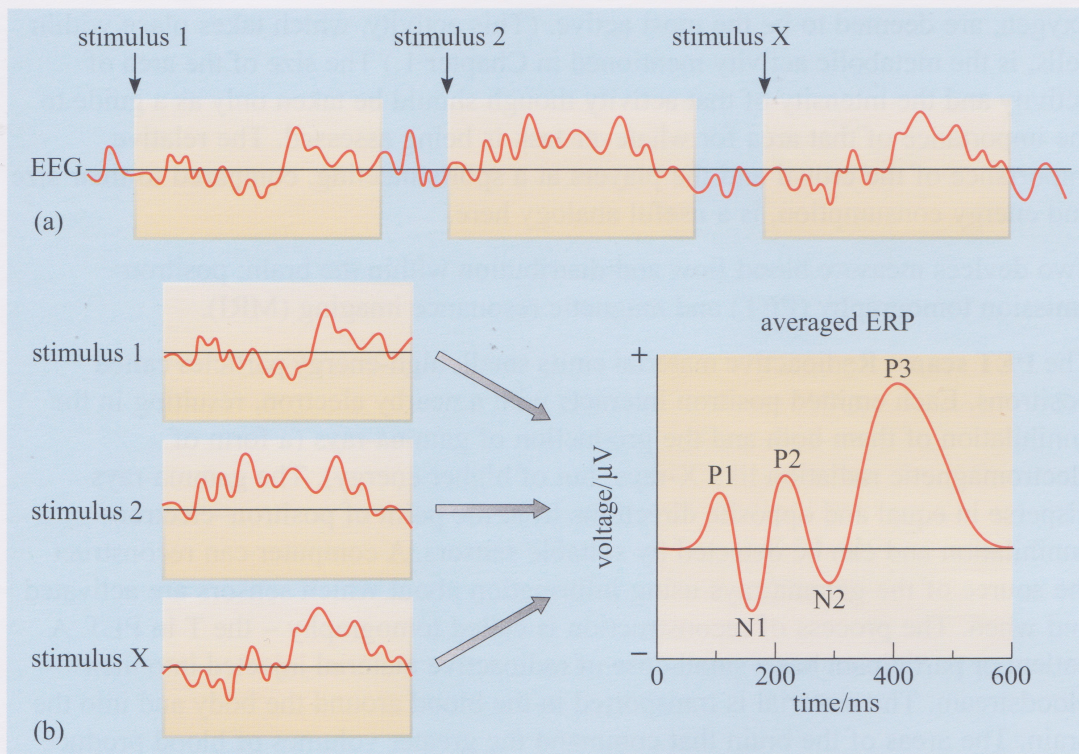 stimulus 1
stimulus 2
stimulus X
EEG
(a)
averaged ERP
stimulus 1
+
P3
P1
P2
stimulus 2
voltage/µV
N2
N1
stimulus X
–
0
200
400
600
time/ms
(b)